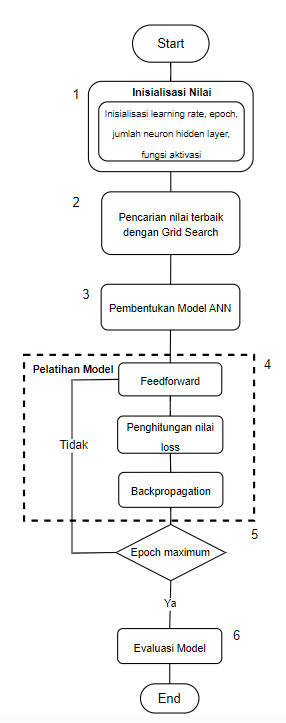 Start
1
Inisialisasi Nilai
Inisialisasi learning rate, epoch,
jumlah neuron hidden layer,
fungsi aktivasi
2
Pencarian nilai terbaik
dengan Grid Search
3
Pembentukan Model ANN
4
Pelatihan Model
Feedforward
Penghitungan nilai
loss
Tidak
Backpropagation
5
Epoch maximum
Ya
6
Evaluasi Model
End